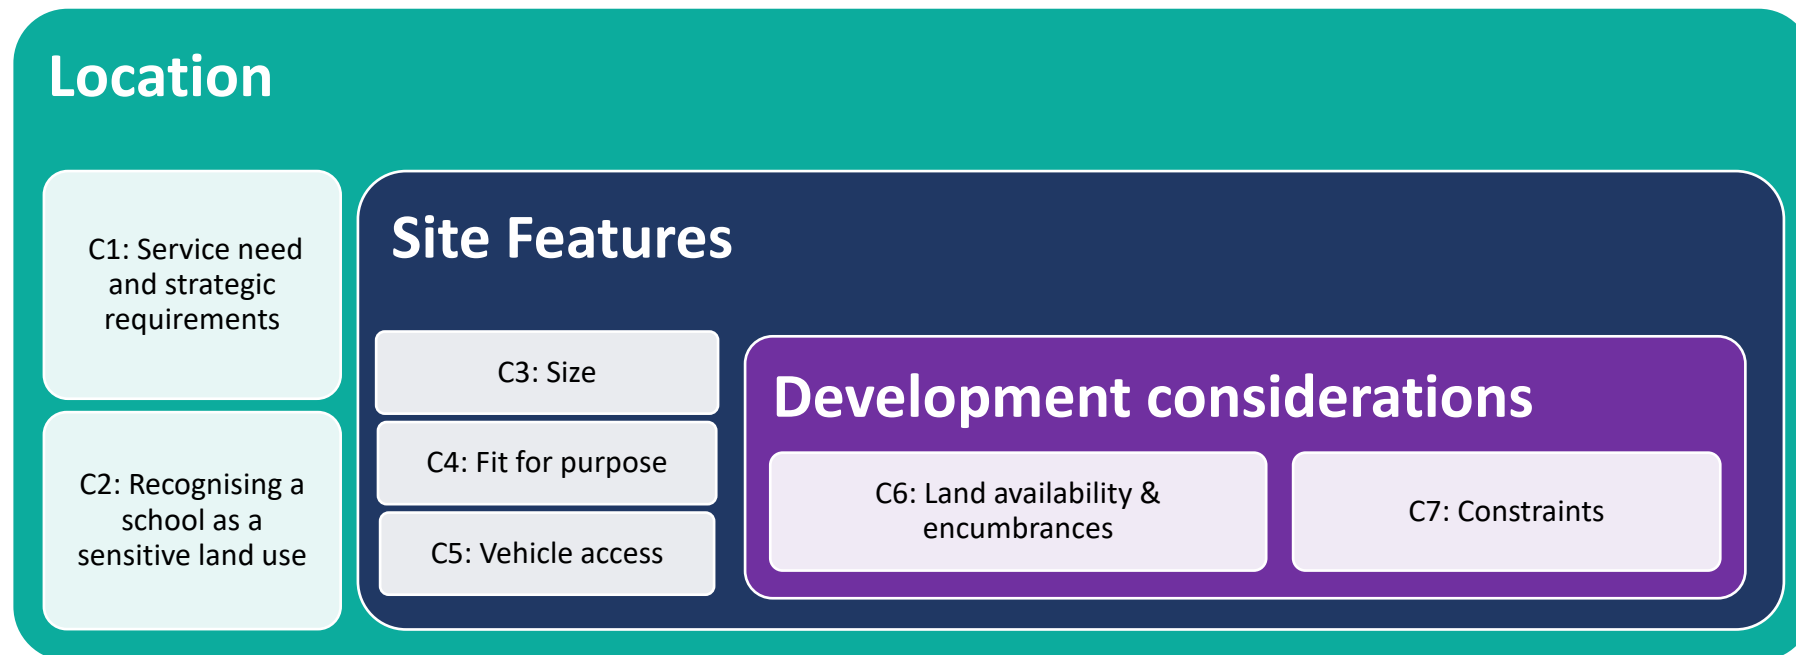 Location
C1: Service need
and strategic
requirements
C2: Recognising a
school as a
sensitive land use
Site Features
C3: Size
C4: Fit for purpose
C5: Vehicle access
Development considerations
C6: Land availability &
encumbrances
C7: Constraints